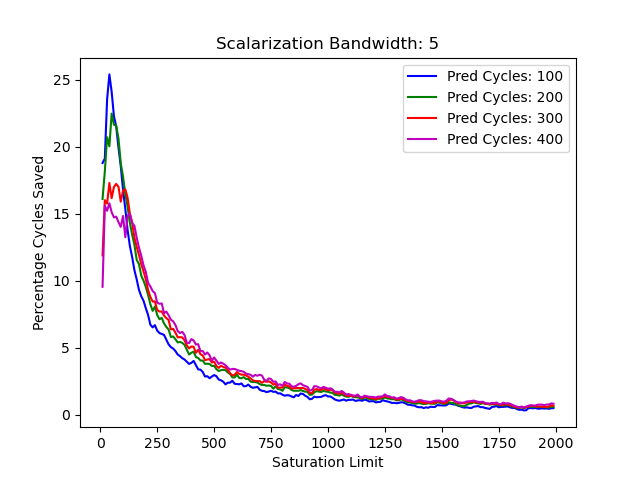 Scalarization Bandwidth: 5
Pred Cycles: 100
Pred Cycles: 200
Pred Cycles: 300
Pred Cycles: 400
Percentage Cycles Saved
25
20
15
10
5
0
0 250 500 750 1000 1250 1500 1750 2000
Saturation Limit